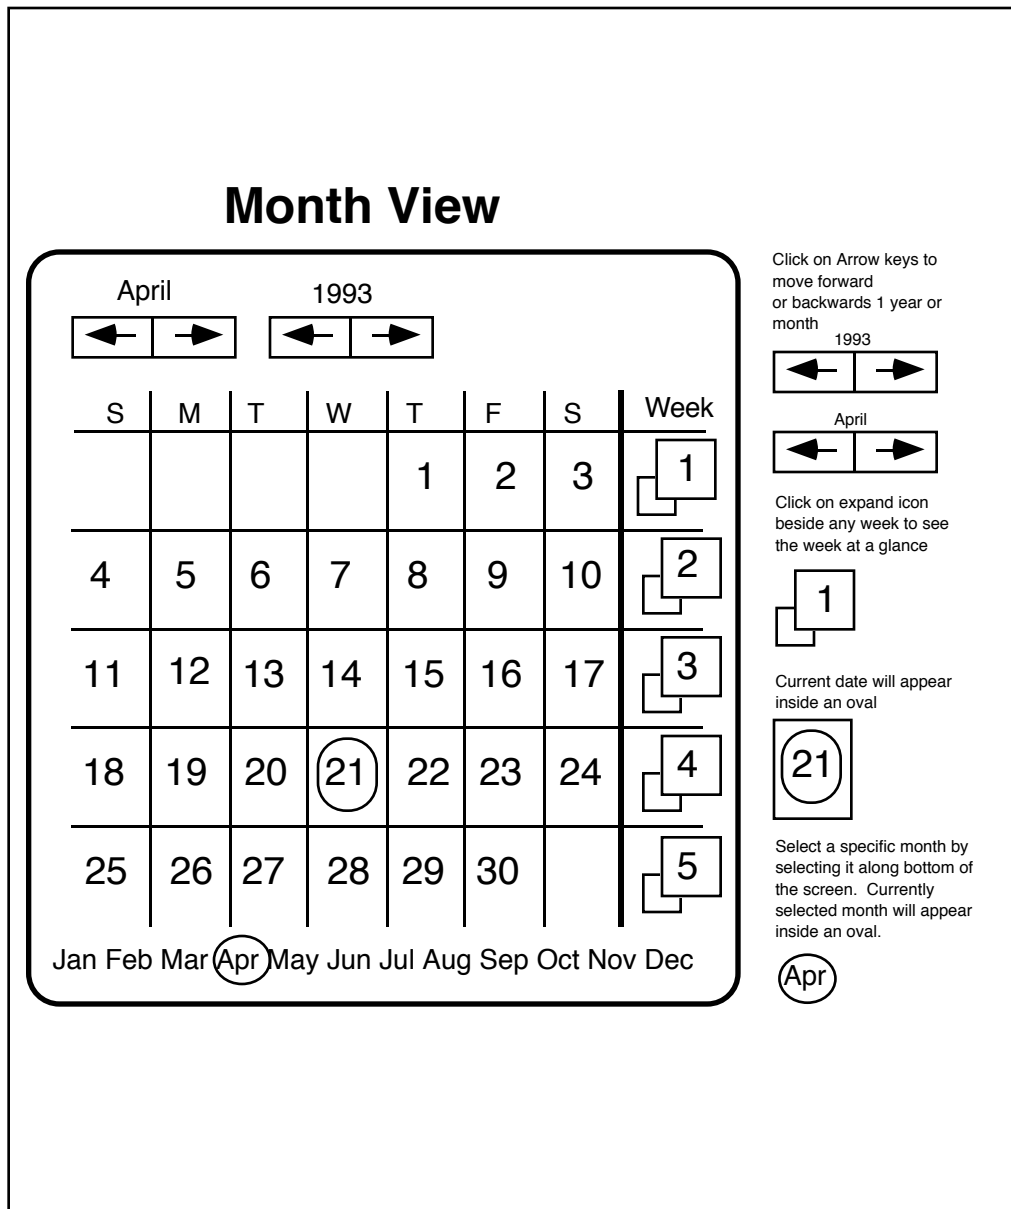 Month View
April 1993
S M T W T F S Week
1 2 3 1
4 5 6 7 8 9 10 2
11 12 13 14 15 16 17 3
18 19 20 21 22 23 24 4
25 26 27 28 29 30 5
Jan Feb Mar Apr May Jun Jul Aug Sep Oct Nov Dec
Click on Arrow keys to
move forward
or backwards 1 year or
month
1993
April
Click on expand icon
beside any week to see
the week at a glance
1
Current date will appear
inside an oval
21
Select a specific month by
selecting it along bottom of
the screen.  Currently
selected month will appear
inside an oval.
Apr